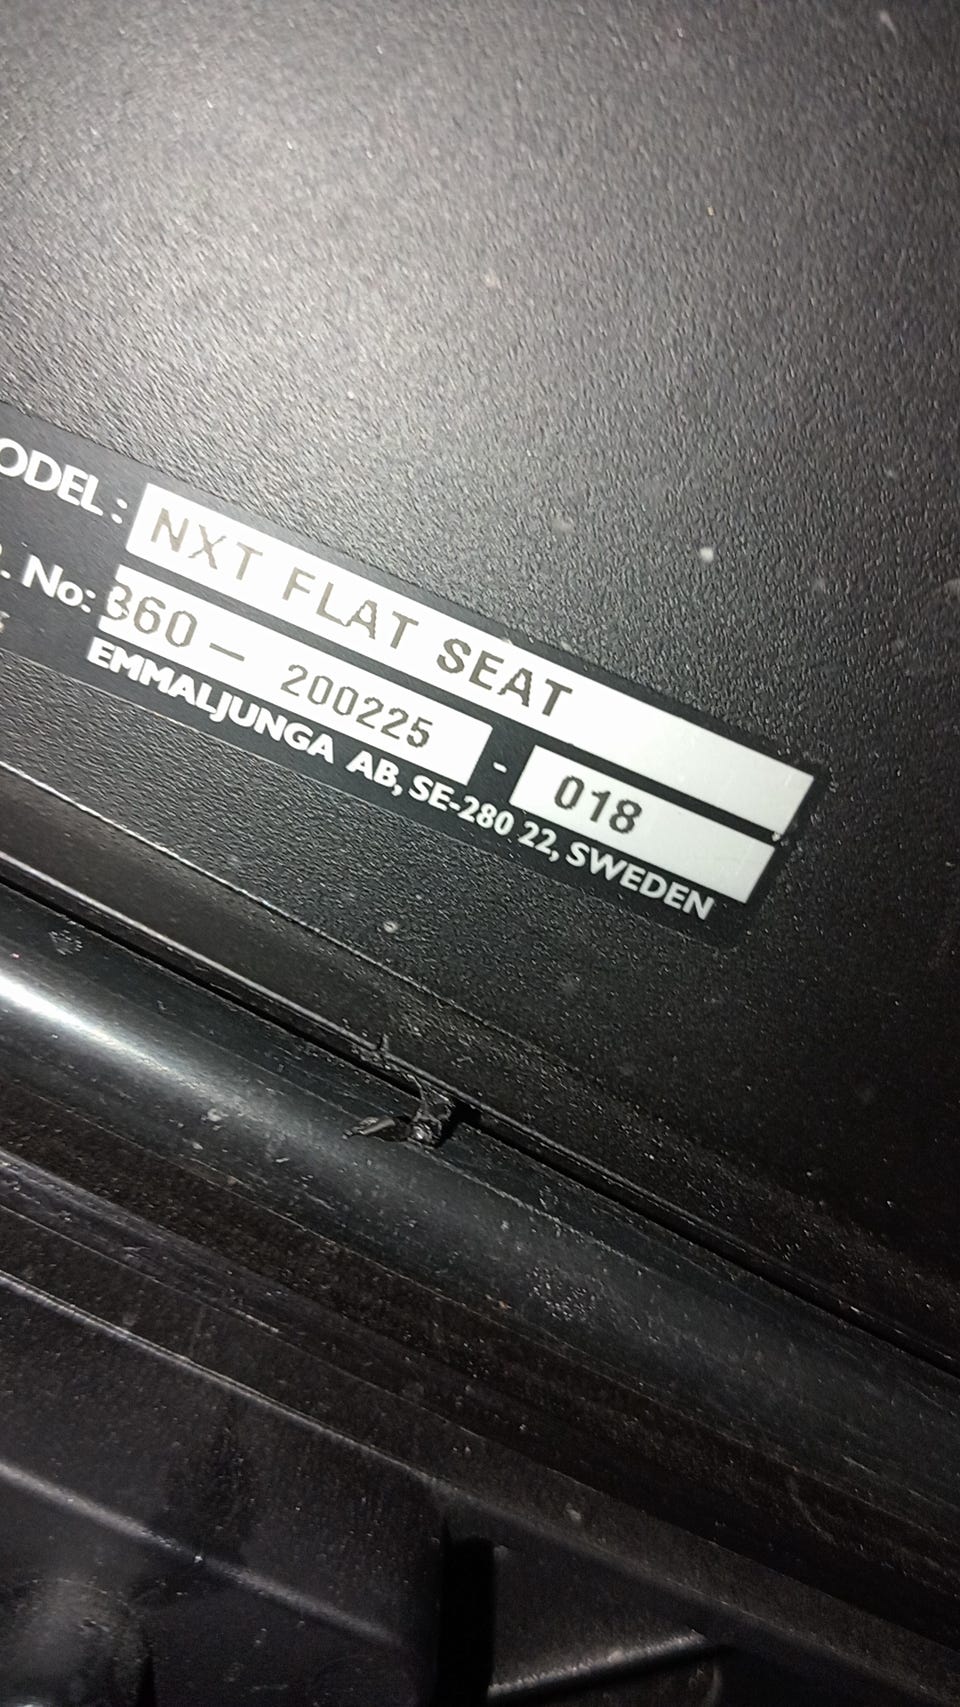 ODEL: NXT FLAT SEAT
. No: 360- 200225 - 018
EMMALJUNGA AB, SE-280 22, SWEDEN